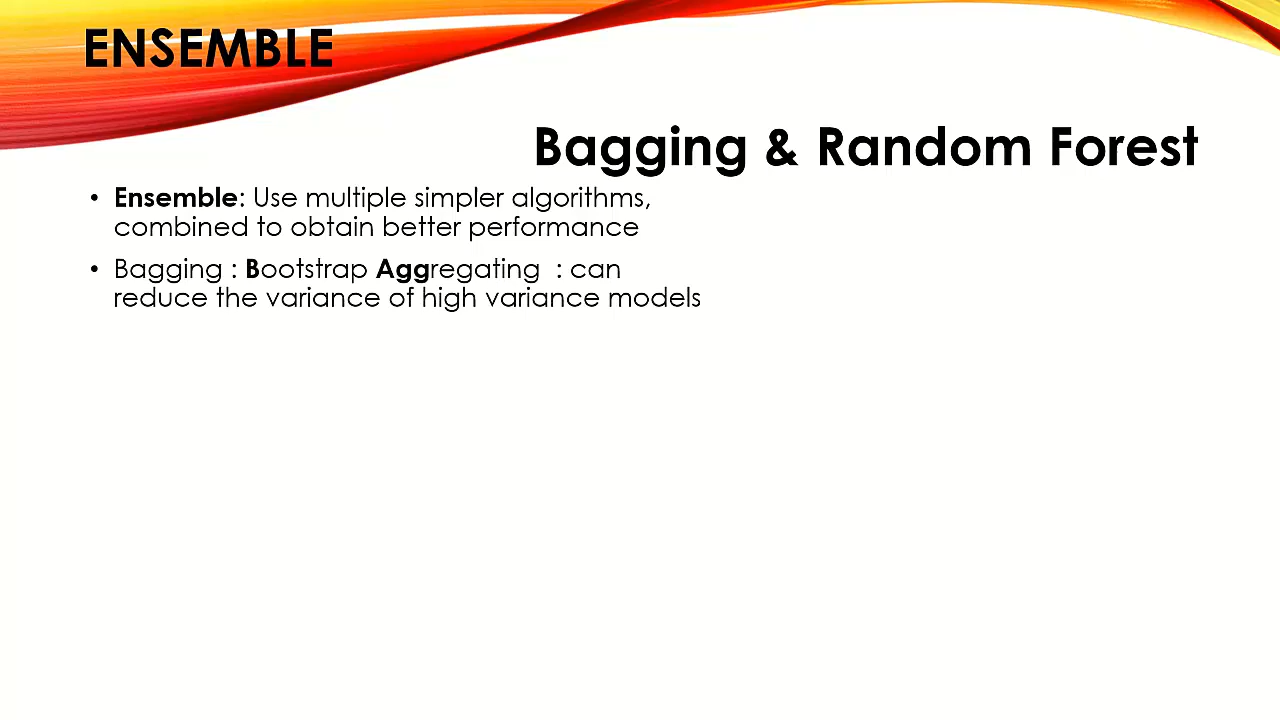 ENSEMBLE
Bagging & Random Forest
• Ensemble: Use multiple simpler algorithms,
combined to obtain better performance
• Bagging : Bootstrap Aggregating : can
reduce the variance of high variance models